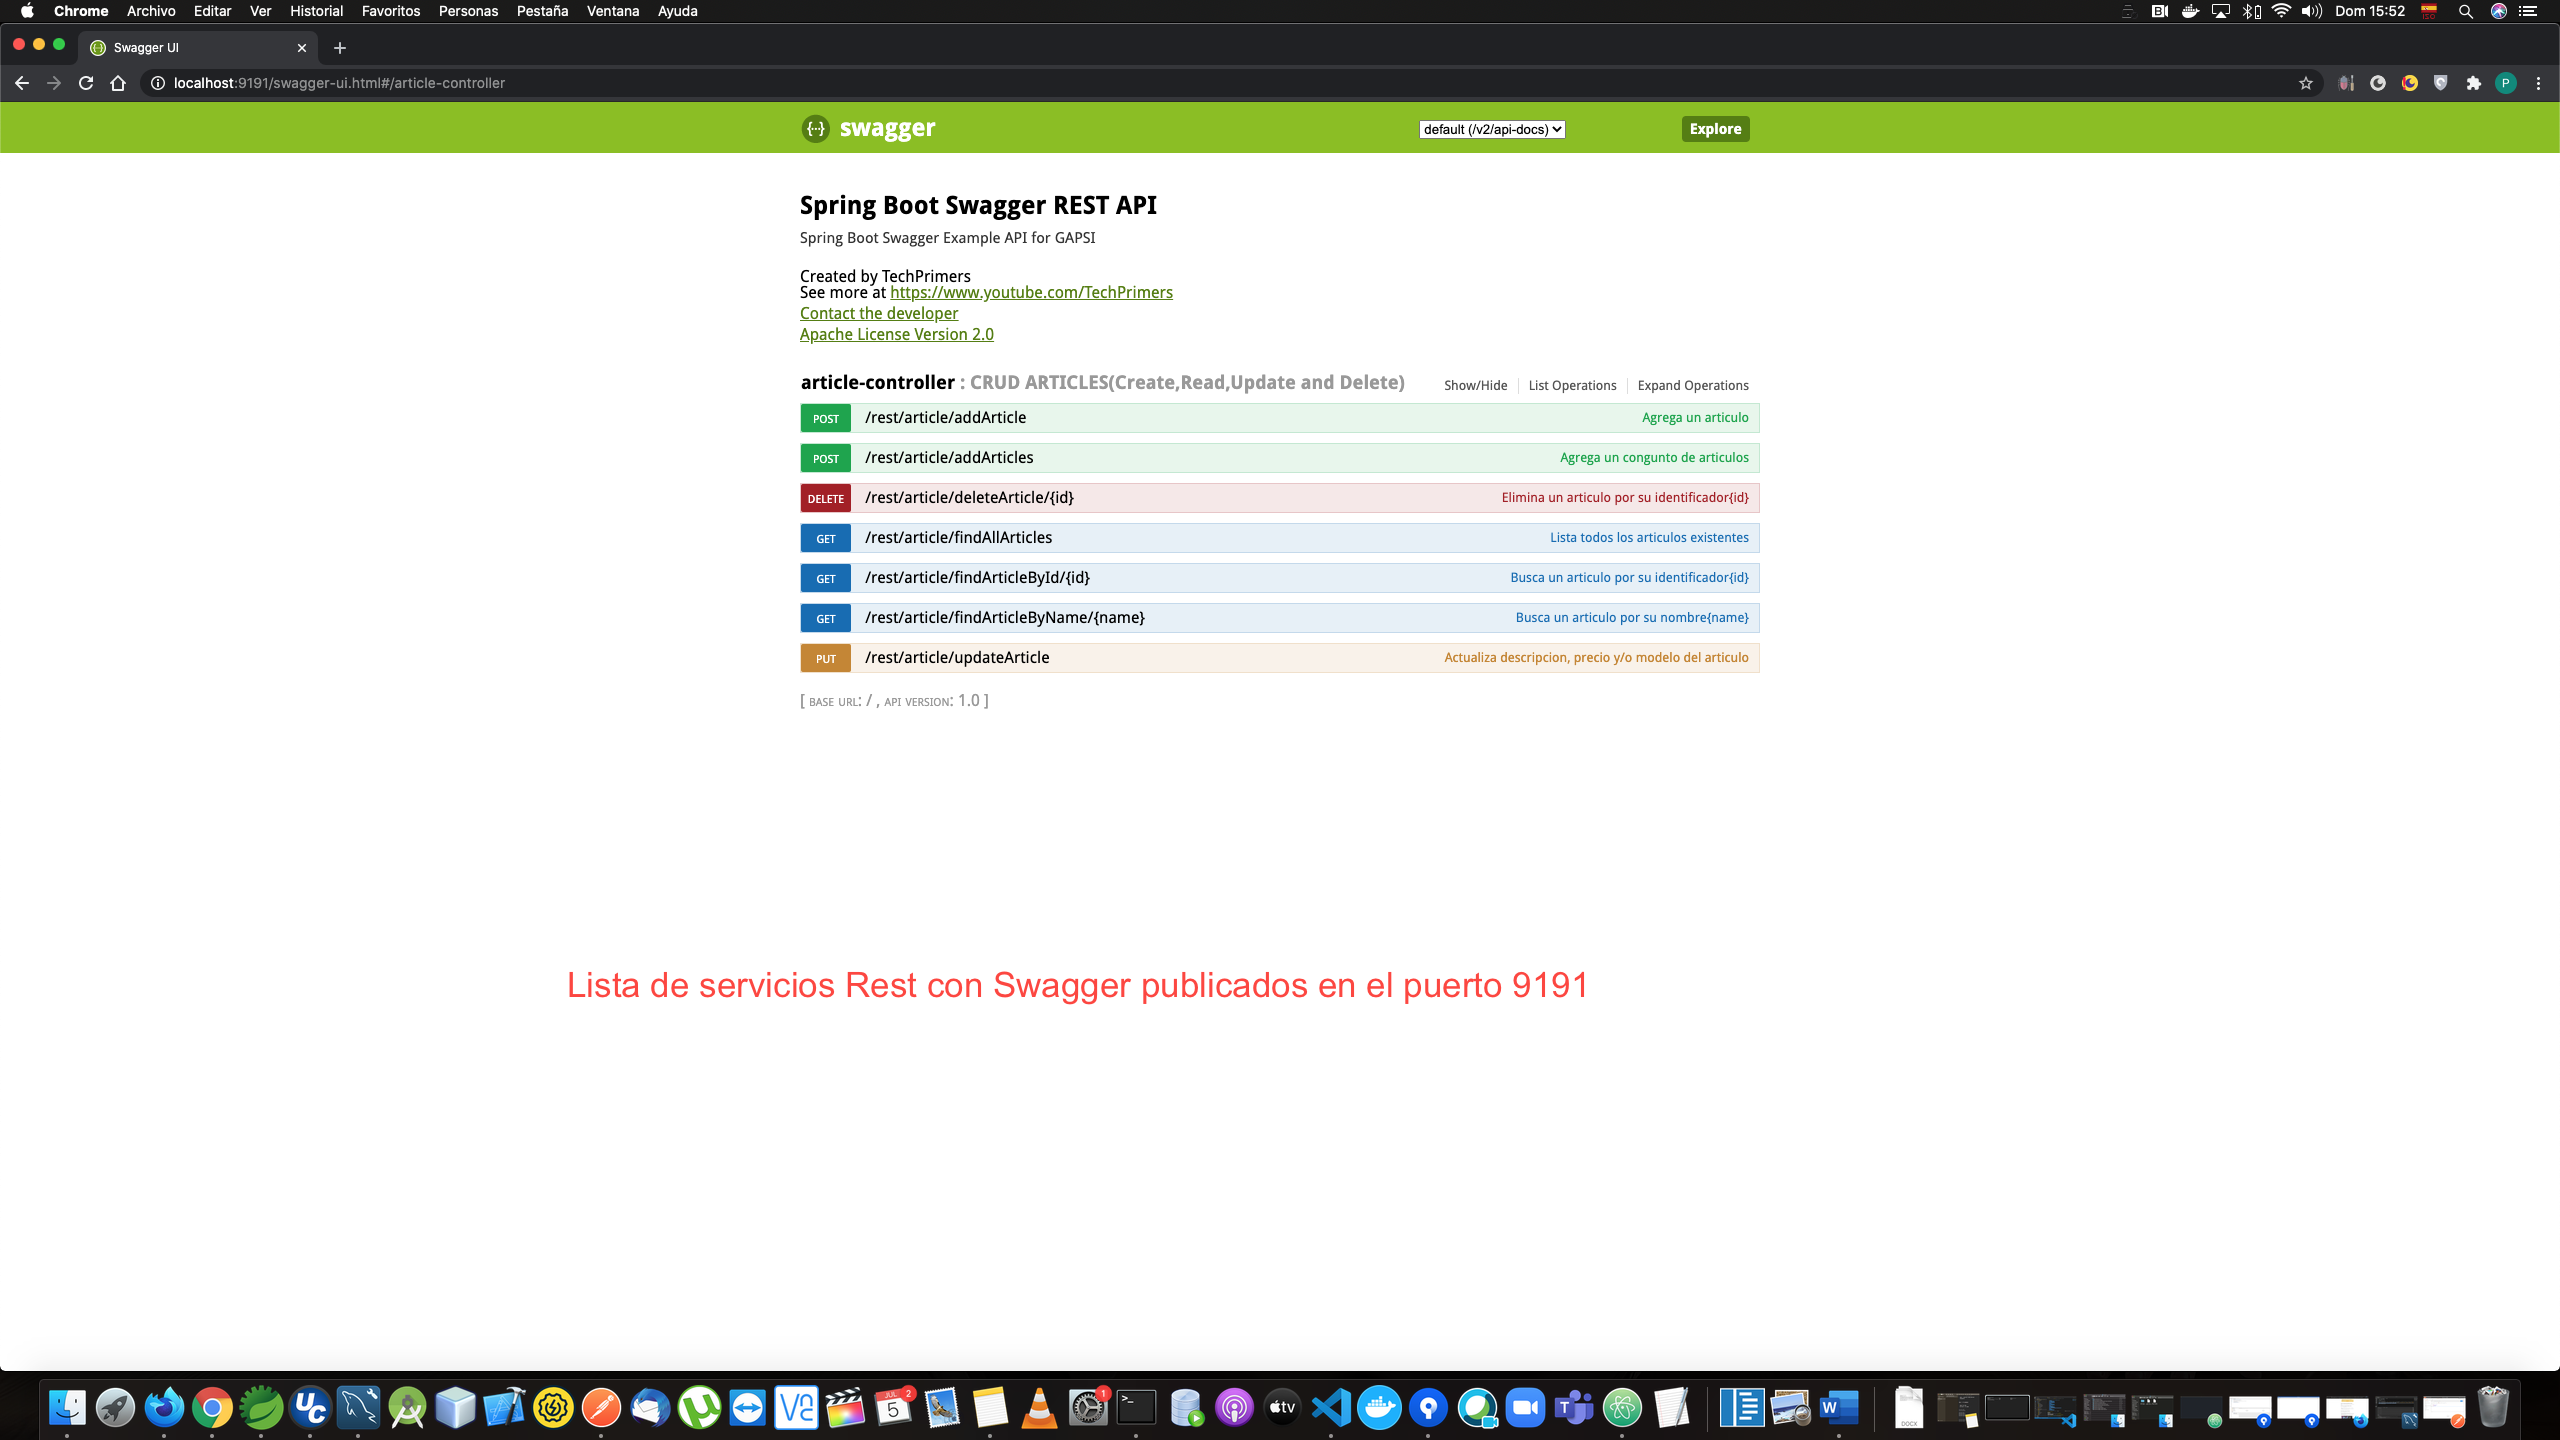 Chrome Archivo Editar Ver Historial Favoritos Personas Pestaña Ventana Ayuda Dom 15:52
Swagger UI
localhost:9191/swagger-ui.html#/article-controller
P
{··} swagger default (/v2/api-docs) Explore
Spring Boot Swagger REST API
Spring Boot Swagger Example API for GAPSI
Created by TechPrimers
See more at https://www.youtube.com/TechPrimers
Contact the developer
Apache License Version 2.0
article-controller : CRUD ARTICLES(Create,Read,Update and Delete) Show/Hide List Operations Expand Operations
POST /rest/article/addArticle Agrega un articulo
POST /rest/article/addArticles Agrega un congunto de articulos
DELETE /rest/article/deleteArticle/{id} Elimina un articulo por su identificador{id}
GET /rest/article/findAllArticles Lista todos los articulos existentes
GET /rest/article/findArticleById/{id} Busca un articulo por su identificador{id}
GET /rest/article/findArticleByName/{name} Busca un articulo por su nombre{name}
PUT /rest/article/updateArticle Actualiza descripcion, precio y/o modelo del articulo
[ BASE URL: / , API VERSION: 1.0 ]
Lista de servicios Rest con Swagger publicados en el puerto 9191
JUL 5 2 1 tv DOCX